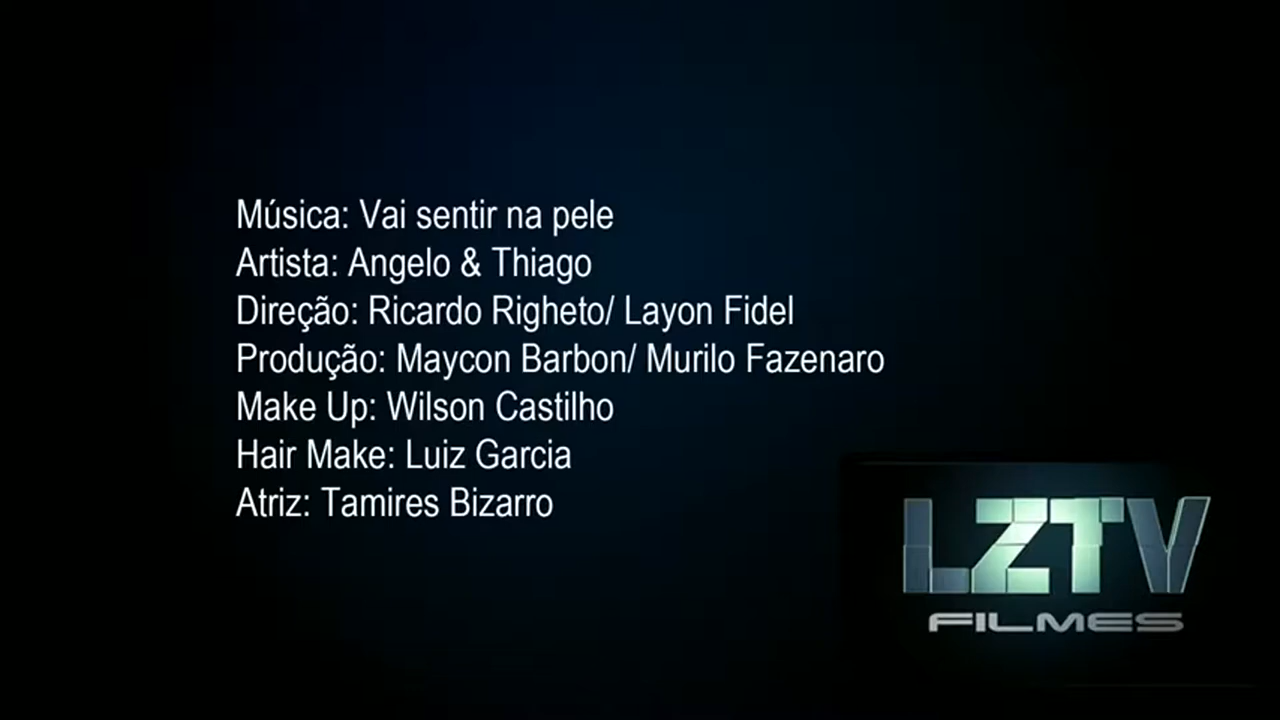 Música: Vai sentir na pele
Artista: Angelo & Thiago
Direção: Ricardo Righeto/ Layon Fidel
Produção: Maycon Barbon/ Murilo Fazenaro
Make Up: Wilson Castilho
Hair Make: Luiz Garcia
Atriz: Tamires Bizarro
LZTV
FILMES